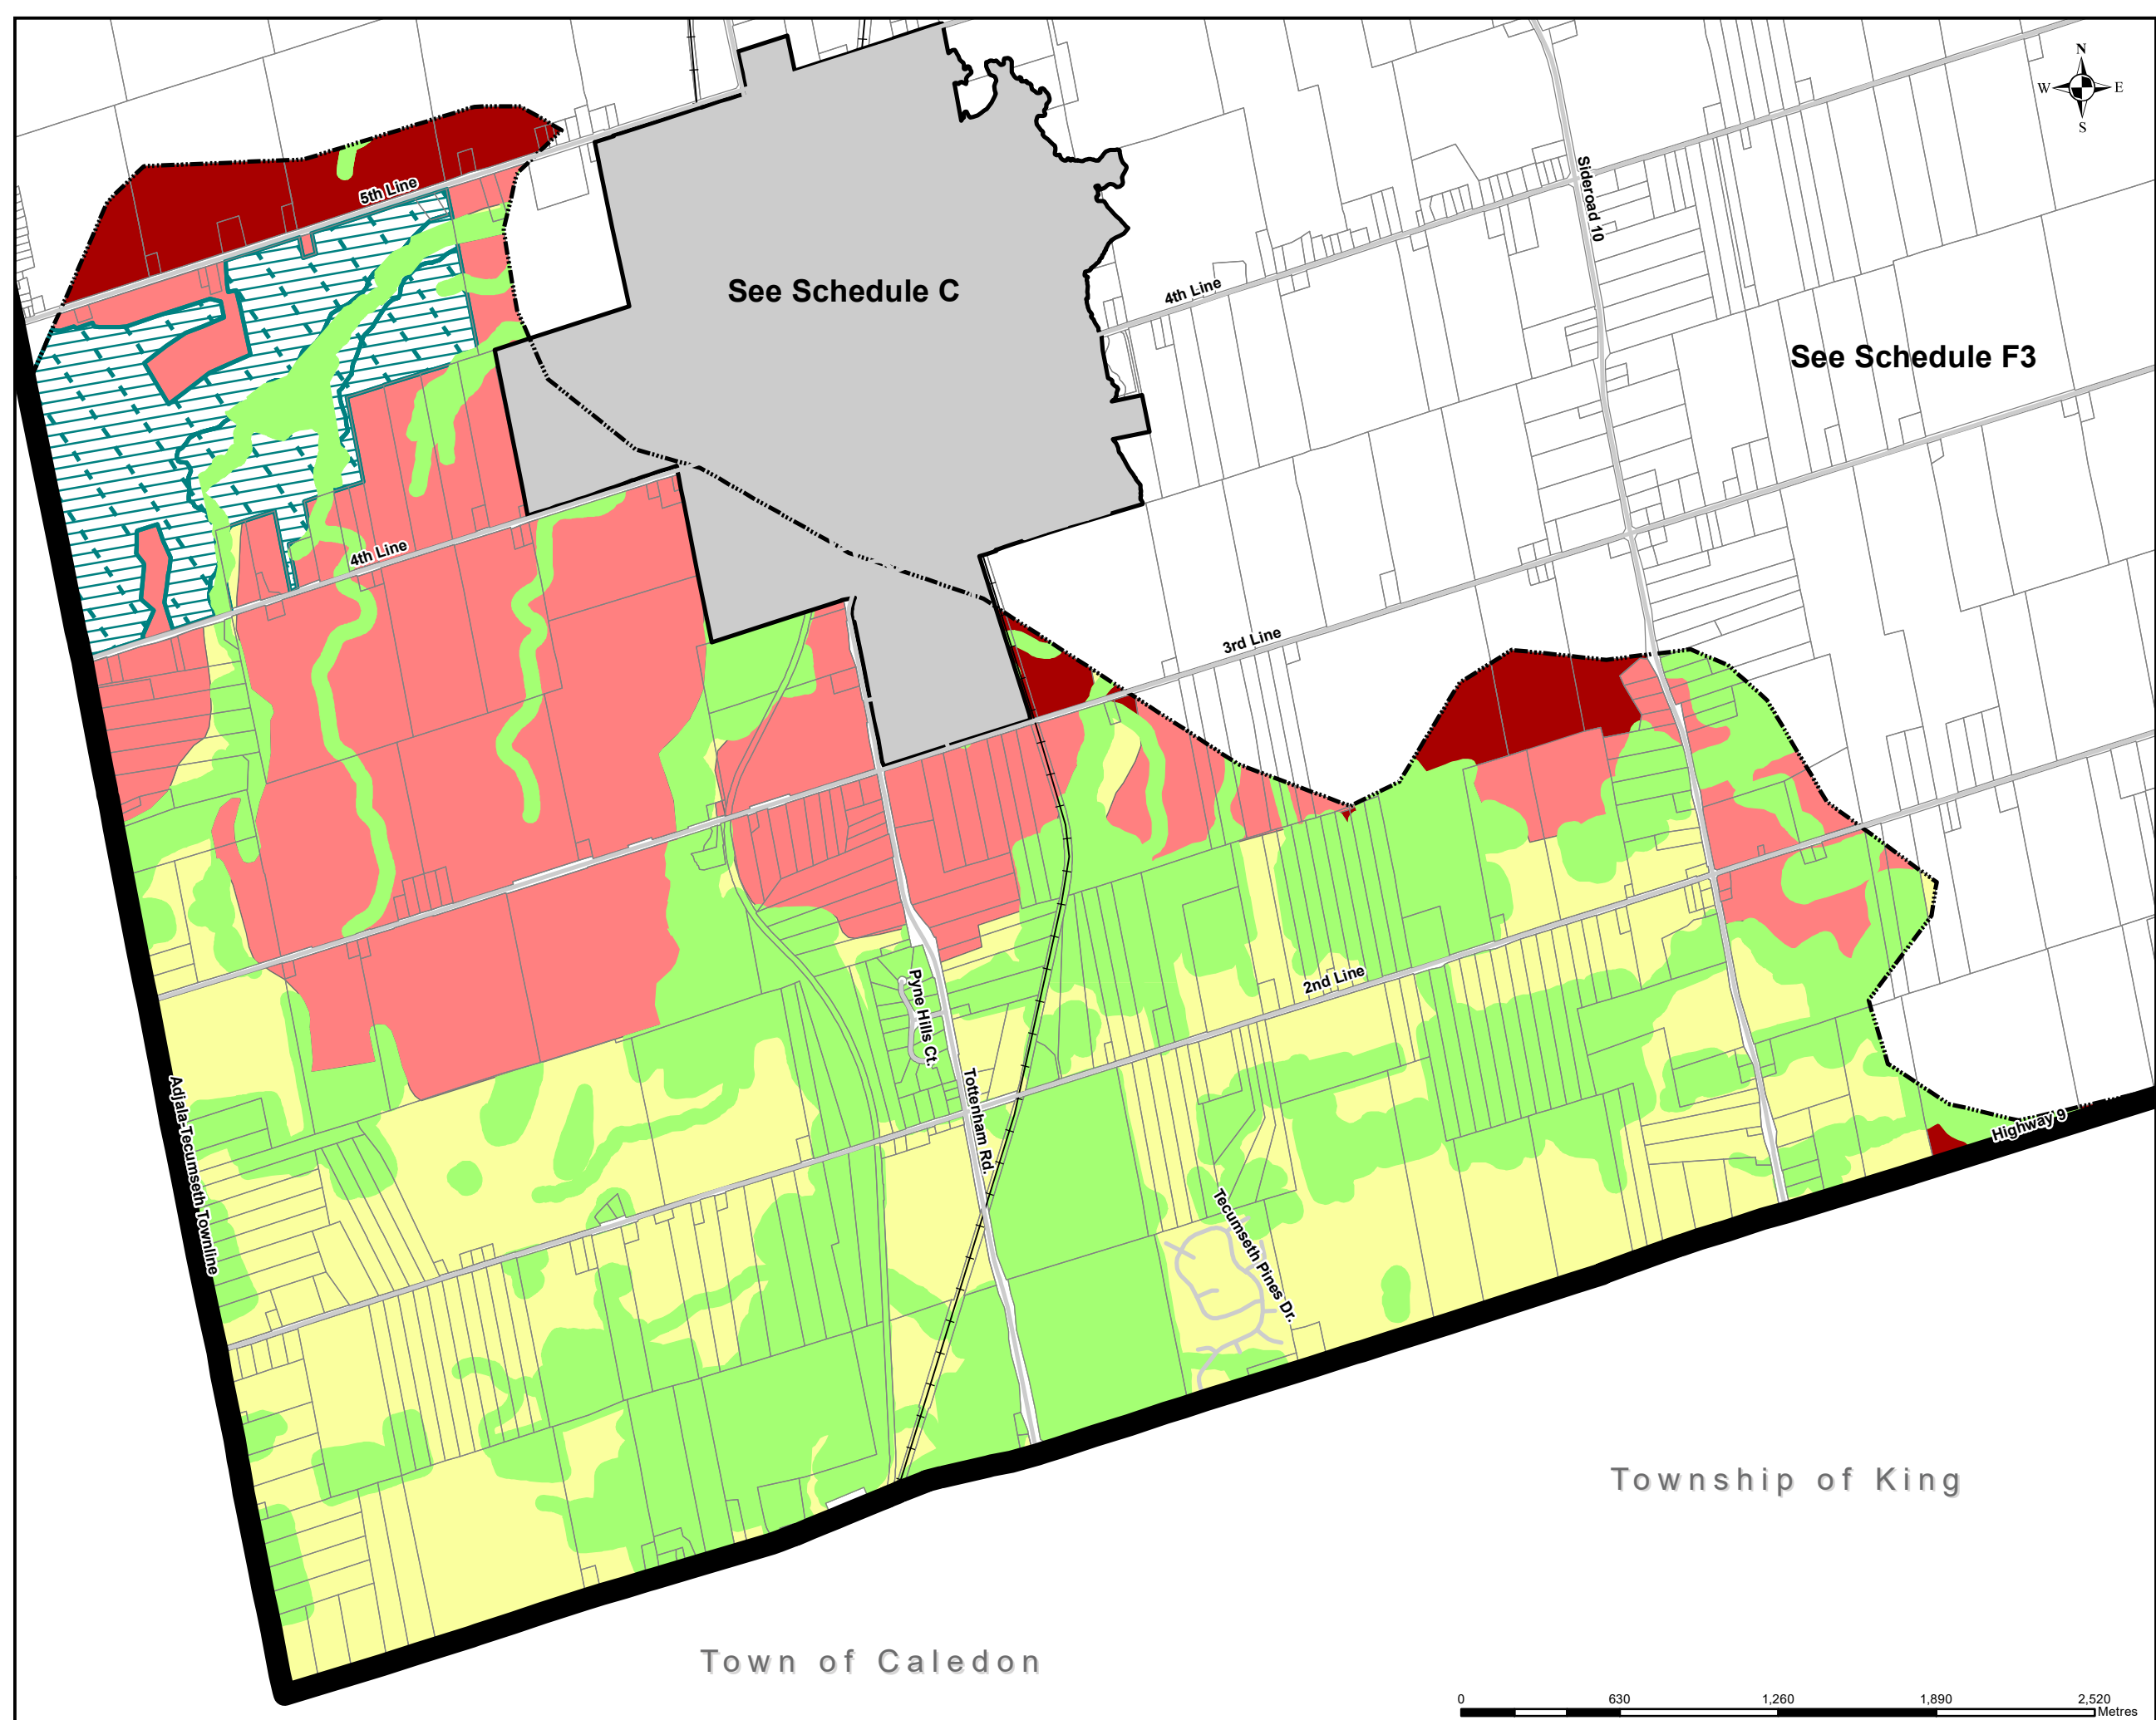 N
W E
S
Sideroad 10
5th Line
See Schedule C
4th Line
See Schedule F3
4th Line
3rd Line
2nd Line
Pyne Hills Ct.
Tottenham Rd.
Adjala-Tecumseth Townline
Highway 9
Tecumseth Pines Dr.
Township of King
Town of Caledon
0 630 1,260 1,890 2,520
Metres